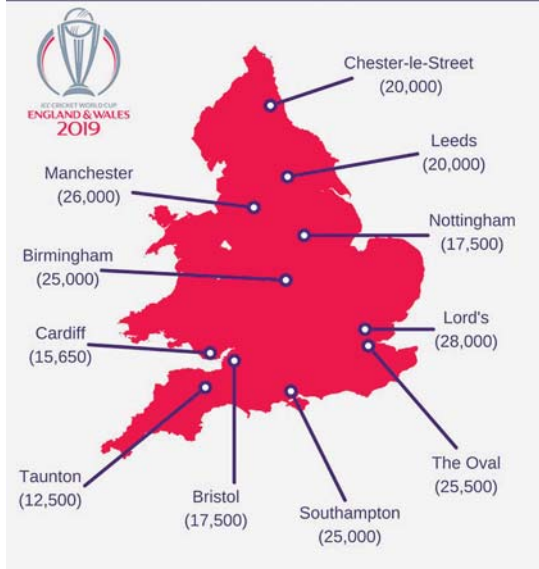 ICC CRICKET WORLD CUP
ENGLAND & WALES
2019
Chester-le-Street
(20,000)
Leeds
(20,000)
Manchester
(26,000)
Nottingham
(17,500)
Birmingham
(25,000)
Lord's
(28,000)
Cardiff
(15,650)
The Oval
(25,500)
Taunton
(12,500)
Bristol
(17,500)
Southampton
(25,000)